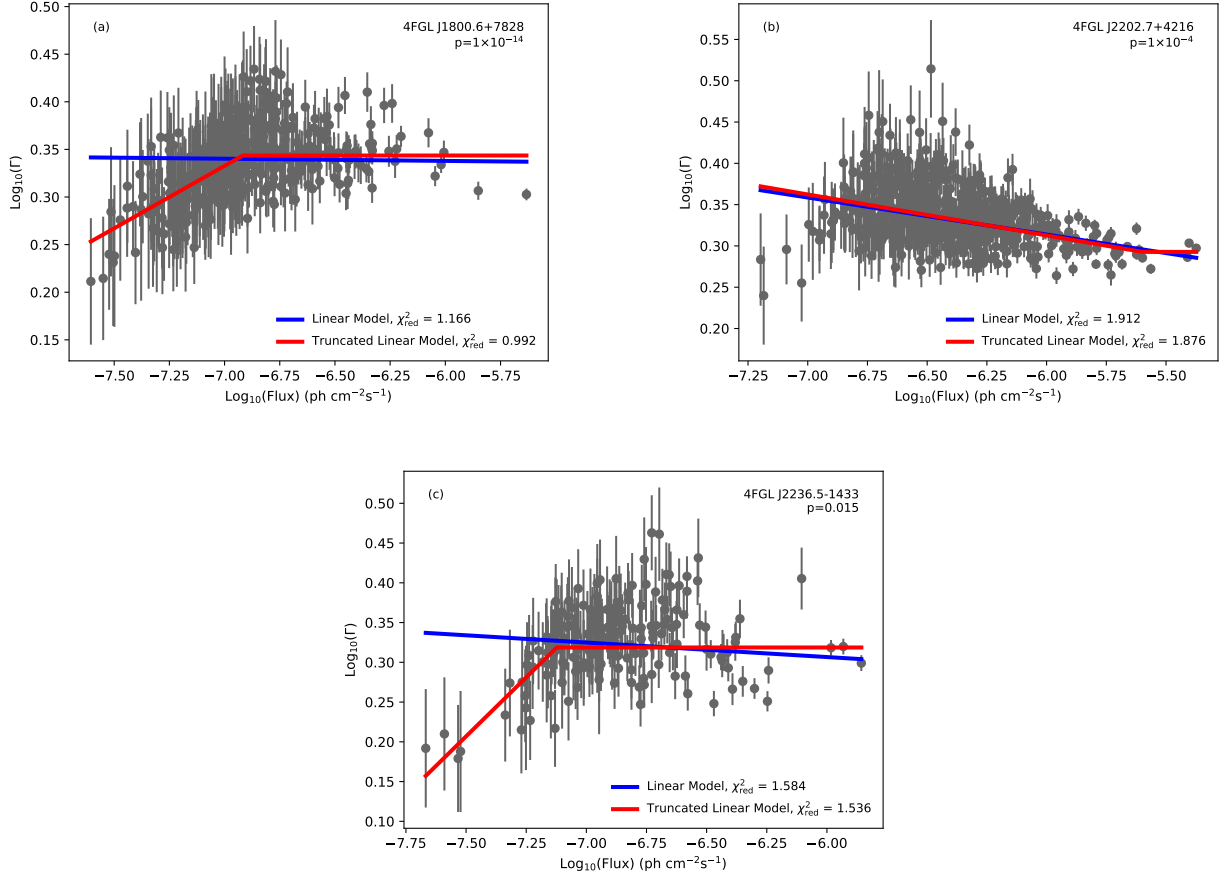 (a)
4FGL J1800.6+7828
p=1×10⁻¹⁴
Log₁₀(Γ)
0.50
0.45
0.40
0.35
0.30
0.25
0.20
0.15
Linear Model, χ²red = 1.166
Truncated Linear Model, χ²red = 0.992
−7.50 −7.25 −7.00 −6.75 −6.50 −6.25 −6.00 −5.75
Log₁₀(Flux) (ph cm⁻²s⁻¹)
(b)
4FGL J2202.7+4216
p=1×10⁻⁴
Log₁₀(Γ)
0.55
0.50
0.45
0.40
0.35
0.30
0.25
0.20
Linear Model, χ²red = 1.912
Truncated Linear Model, χ²red = 1.876
−7.25 −7.00 −6.75 −6.50 −6.25 −6.00 −5.75 −5.50
Log₁₀(Flux) (ph cm⁻²s⁻¹)
(c)
4FGL J2236.5-1433
p=0.015
Log₁₀(Γ)
0.50
0.45
0.40
0.35
0.30
0.25
0.20
0.15
0.10
Linear Model, χ²red = 1.584
Truncated Linear Model, χ²red = 1.536
−7.75 −7.50 −7.25 −7.00 −6.75 −6.50 −6.25 −6.00
Log₁₀(Flux) (ph cm⁻²s⁻¹)